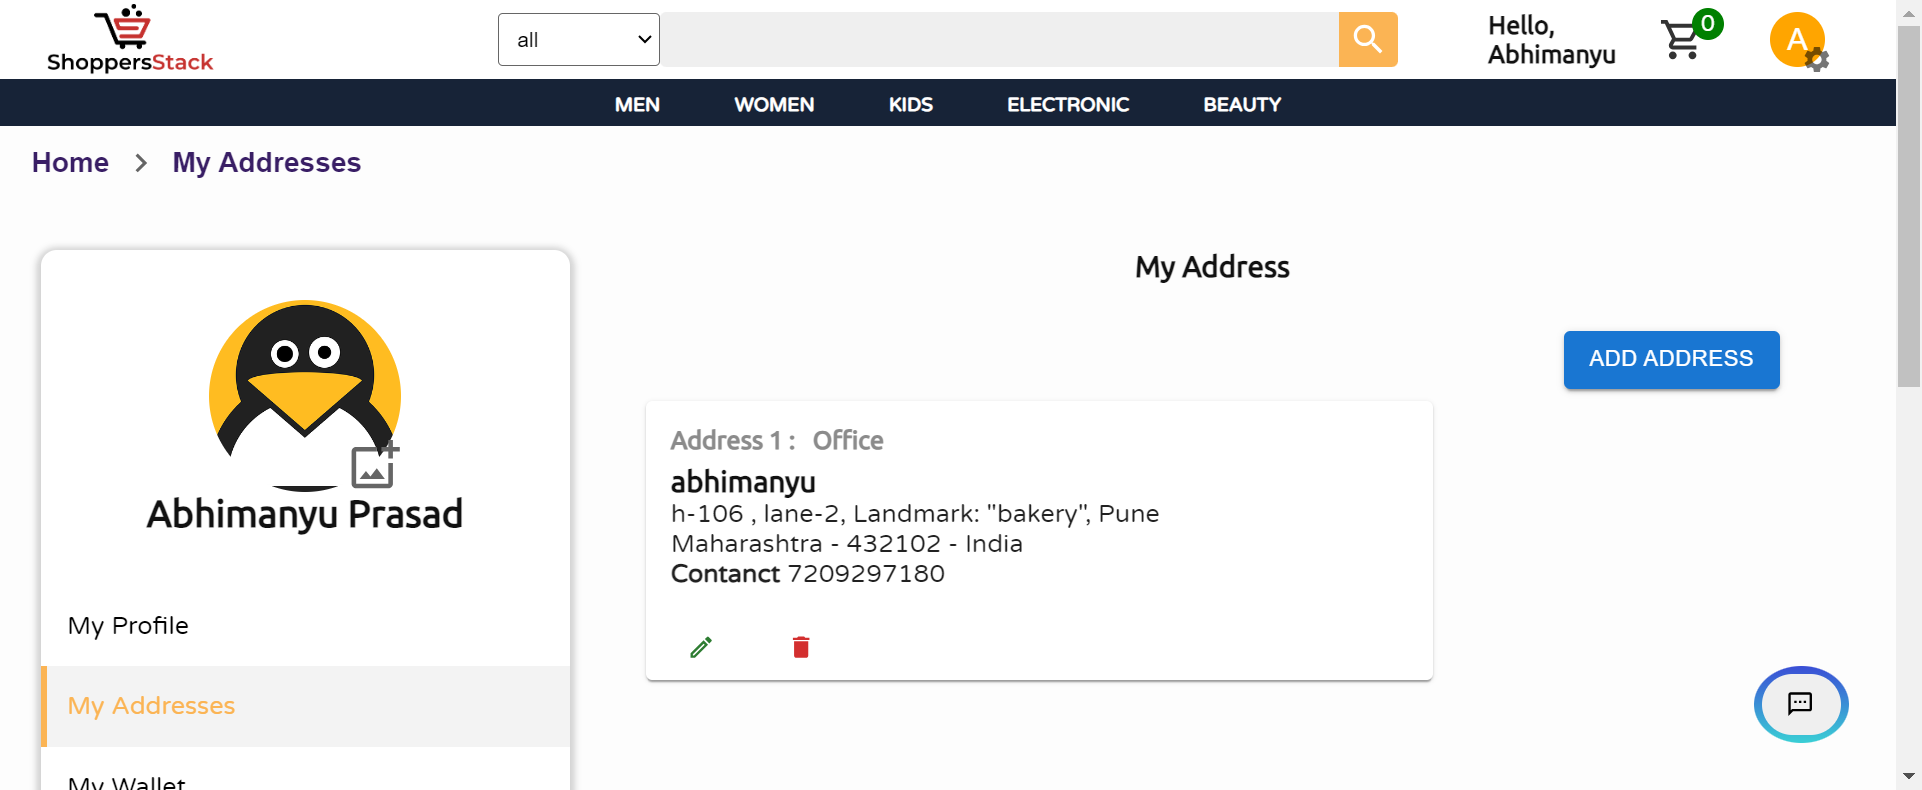 ShoppersStack
all
Hello,
Abhimanyu
0
A
MEN WOMEN KIDS ELECTRONIC BEAUTY
Home > My Addresses
Abhimanyu Prasad
My Profile
My Addresses
My Wallet
My Address
ADD ADDRESS
Address 1 : Office
abhimanyu
h-106 , lane-2, Landmark: "bakery", Pune
Maharashtra - 432102 - India
Contanct 7209297180